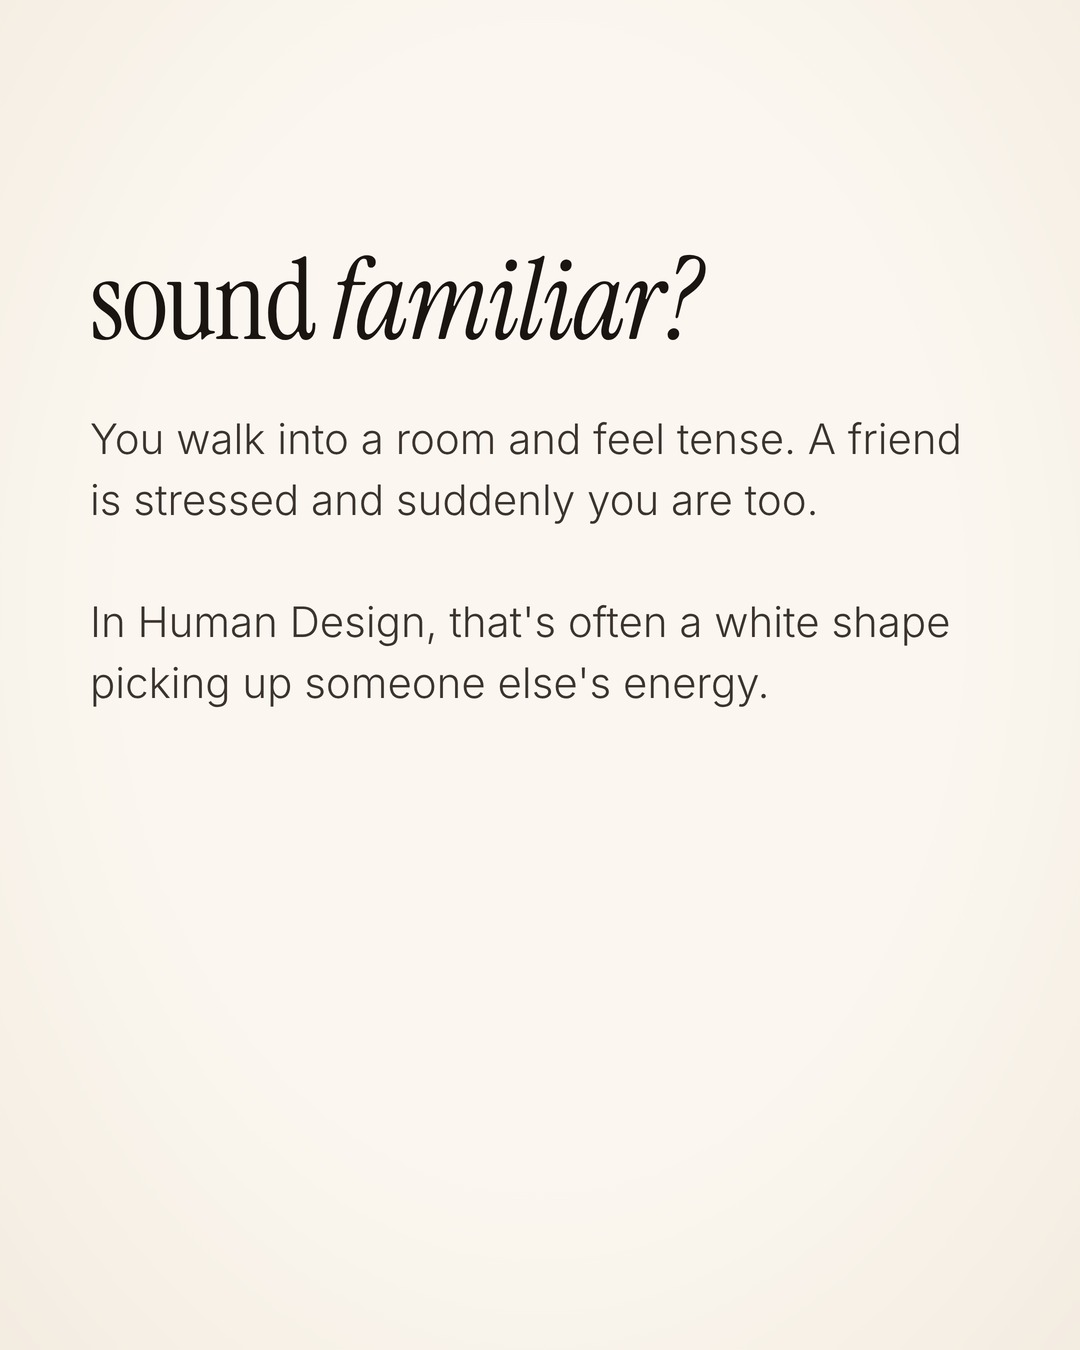 sound familiar?
You walk into a room and feel tense. A friend
is stressed and suddenly you are too.
In Human Design, that's often a white shape
picking up someone else's energy.